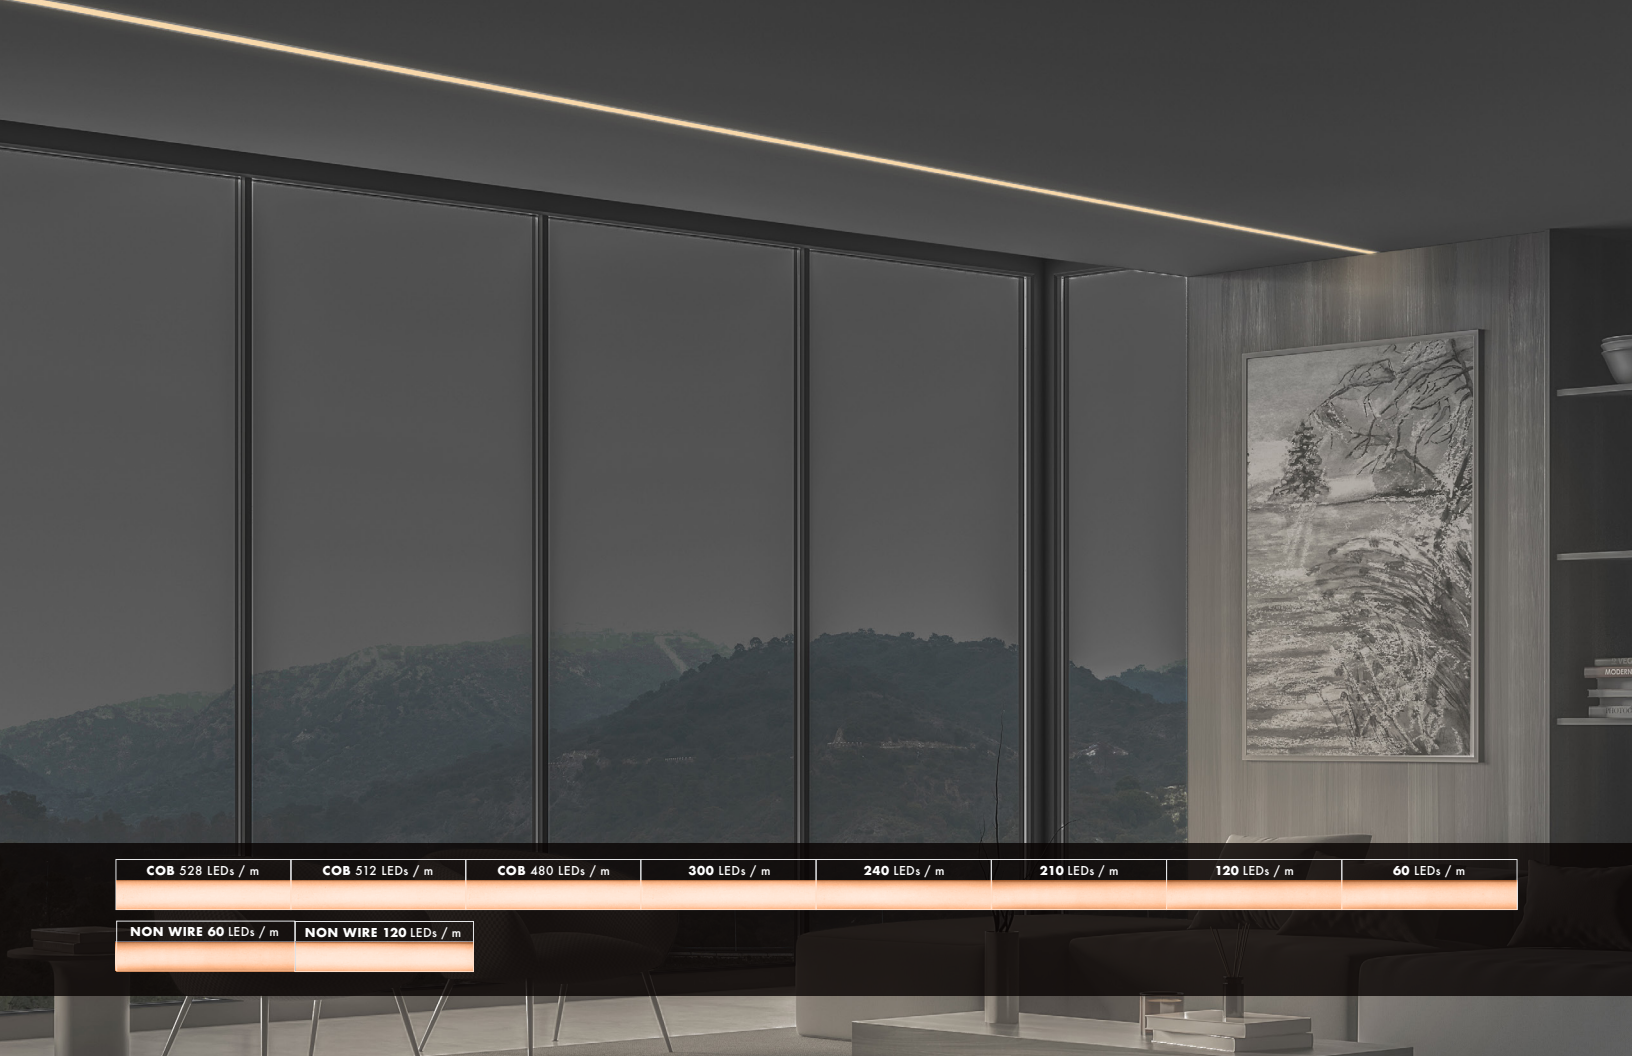 COB 528 LEDs / m
COB 512 LEDs / m
COB 480 LEDs / m
300 LEDs / m
240 LEDs / m
210 LEDs / m
120 LEDs / m
60 LEDs / m
NON WIRE 60 LEDs / m
NON WIRE 120 LEDs / m